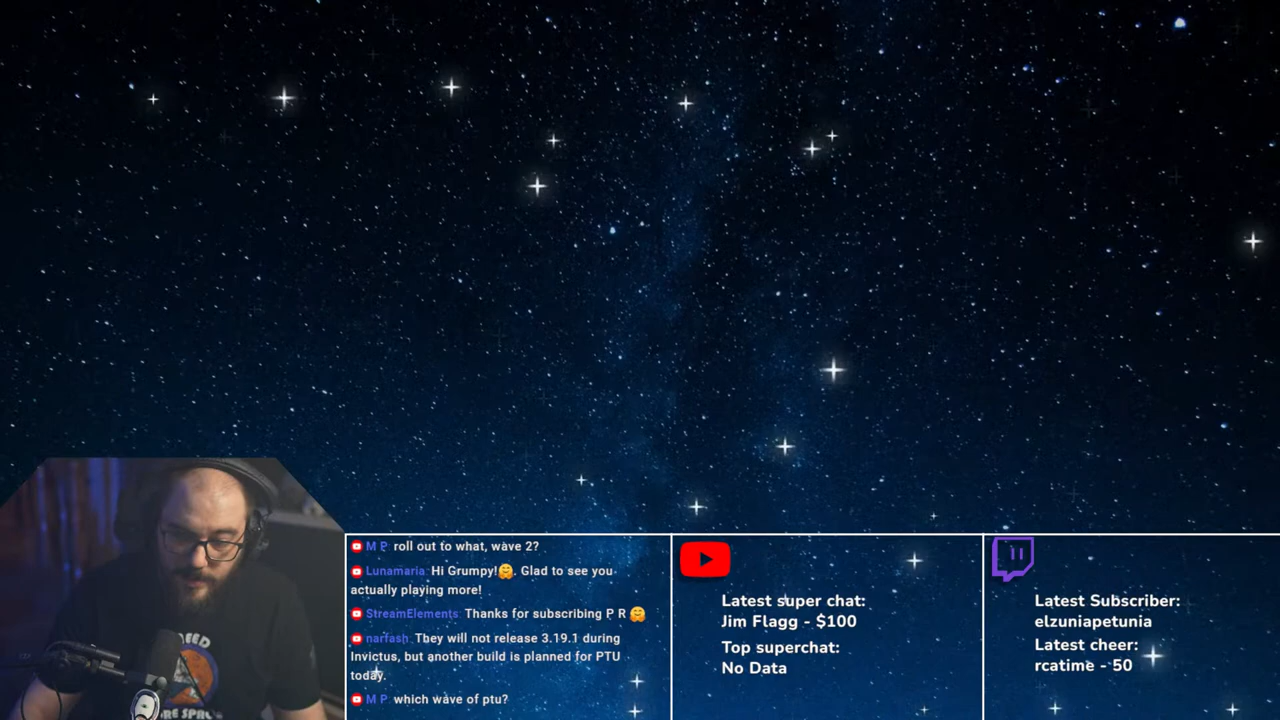 M P: roll out to what, wave 2?
Lunamaria: Hi Grumpy!🤗. Glad to see you
actually playing more!
StreamElements: Thanks for subscribing P R 🤗
narfash: They will not release 3.19.1 during
Invictus, but another build is planned for PTU
today.
M P: which wave of ptu?
Latest super chat:
Jim Flagg - $100
Top superchat:
No Data
Latest Subscriber:
elzuniapetunia
Latest cheer:
rcatime - 50